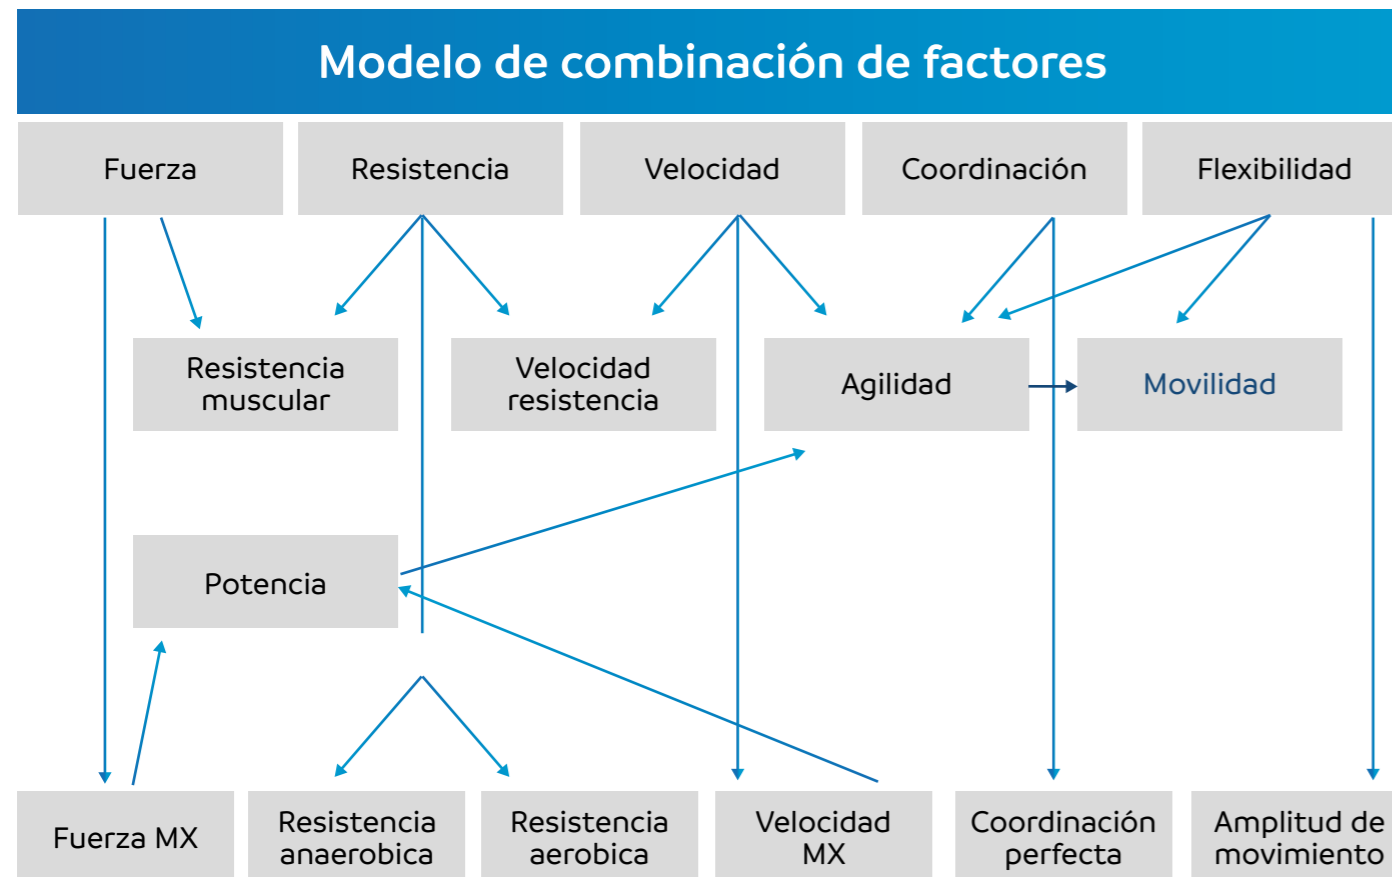 Modelo de combinación de factores
Fuerza
Resistencia
Velocidad
Coordinación
Flexibilidad
Resistencia
muscular
Velocidad
resistencia
Agilidad
Movilidad
Potencia
Fuerza MX
Resistencia
anaerobica
Resistencia
aerobica
Velocidad
MX
Coordinación
perfecta
Amplitud de
movimiento